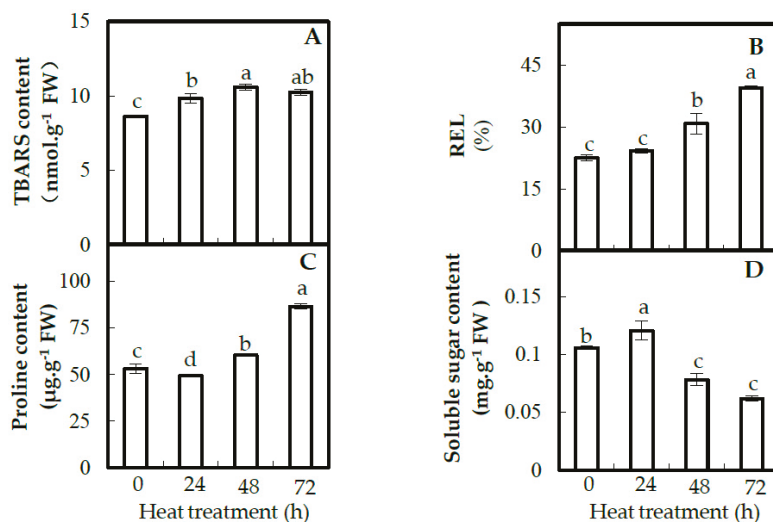 A
TBARS content
(nmol.g⁻¹ FW)
15
10
5
0
c
b
a
ab
B
REL
(%)
45
30
15
0
c
c
b
a
C
Proline content
(µg.g⁻¹ FW)
100
75
50
25
0
c
d
b
a
0 24 48 72
Heat treatment (h)
D
Soluble sugar content
(mg.g⁻¹ FW )
0.15
0.1
0.05
0
b
a
c
c
0 24 48 72
Heat treatment (h)